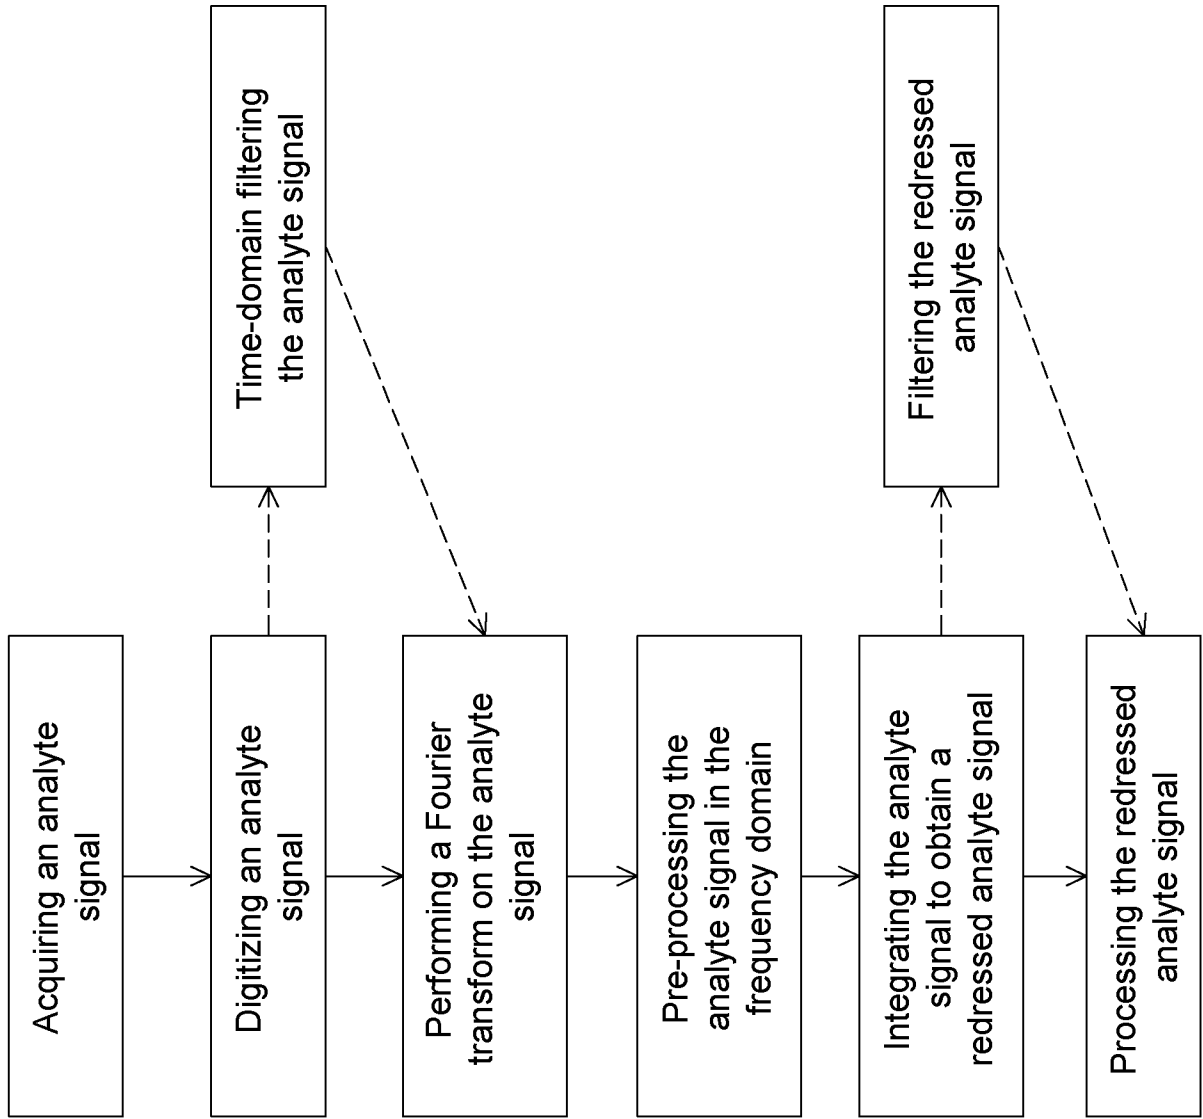 Acquiring an analyte
signal
Digitizing an analyte
signal
Time-domain filtering
the analyte signal
Performing a Fourier
transform on the analyte
signal
Pre-processing the
analyte signal in the
frequency domain
Integrating the analyte
signal to obtain a
redressed analyte signal
Filtering the redressed
analyte signal
Processing the redressed
analyte signal